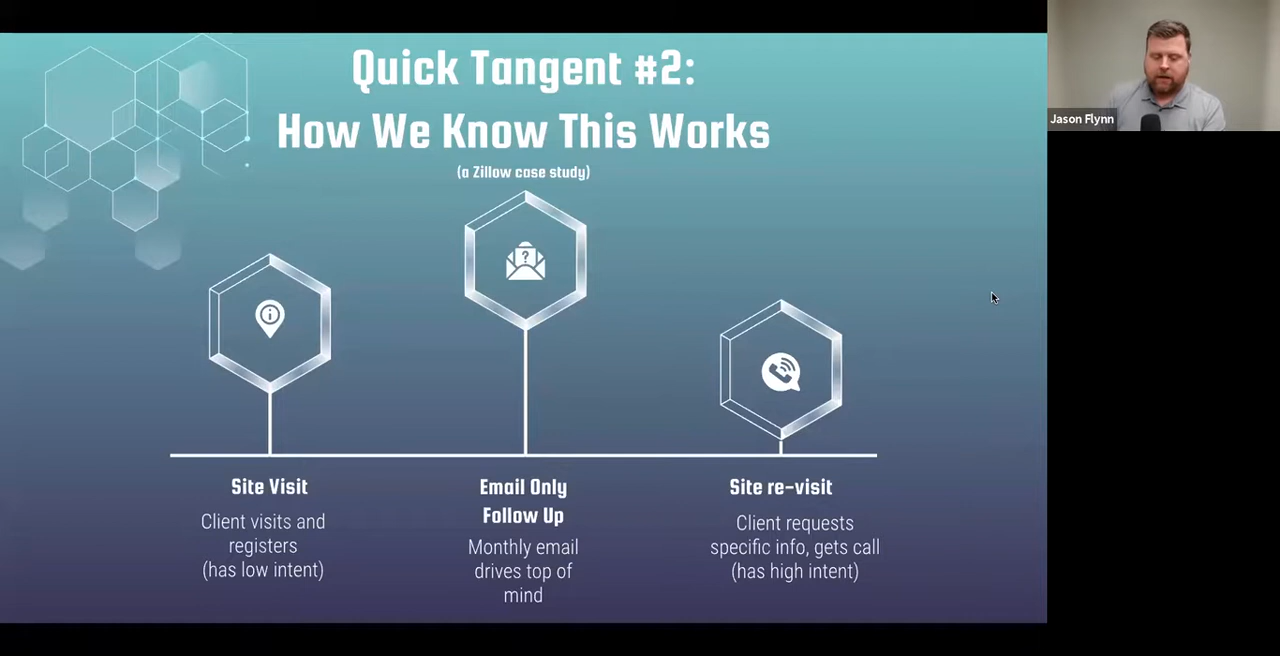 Quick Tangent #2:
How We Know This Works
(a Zillow case study)
Jason Flynn
?
i
Site Visit
Client visits and
registers
(has low intent)
Email Only
Follow Up
Monthly email
drives top of
mind
Site re-visit
Client requests
specific info, gets call
(has high intent)